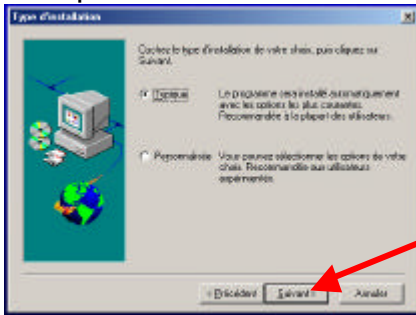 Type d'installation
Cochez le type d'installation de votre choix, puis cliquez sur
Suivant.
Typique
Le programme sera installé automatiquement
avec les options les plus courantes.
Recommandée à la plupart des utilisateurs.
Personnalisée
Vous pouvez sélectionner les options de votre
choix. Recommandée aux utilisateurs
expérimentés.
< Précédent
Suivant >
Annuler